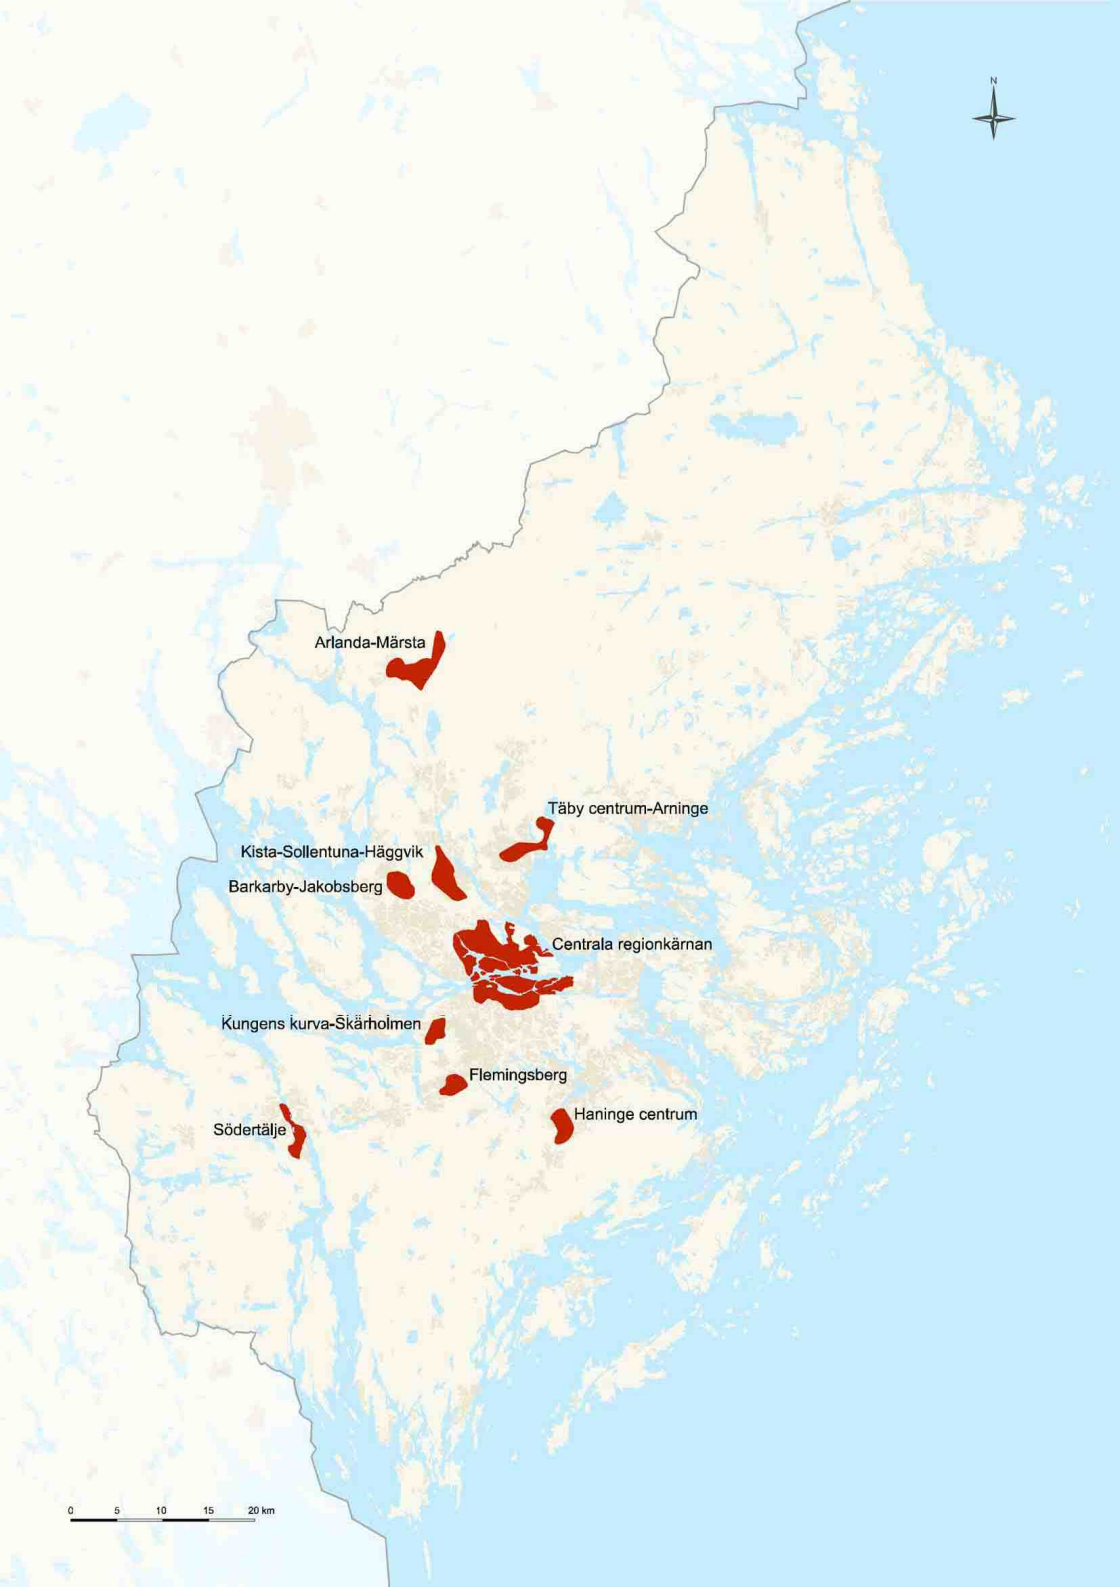 N
Arlanda-Märsta
Täby centrum-Arninge
Kista-Sollentuna-Häggvik
Barkarby-Jakobsberg
Centrala regionkärnan
Kungens kurva-Skärholmen
Flemingsberg
Haninge centrum
Södertälje
0 5 10 15 20 km